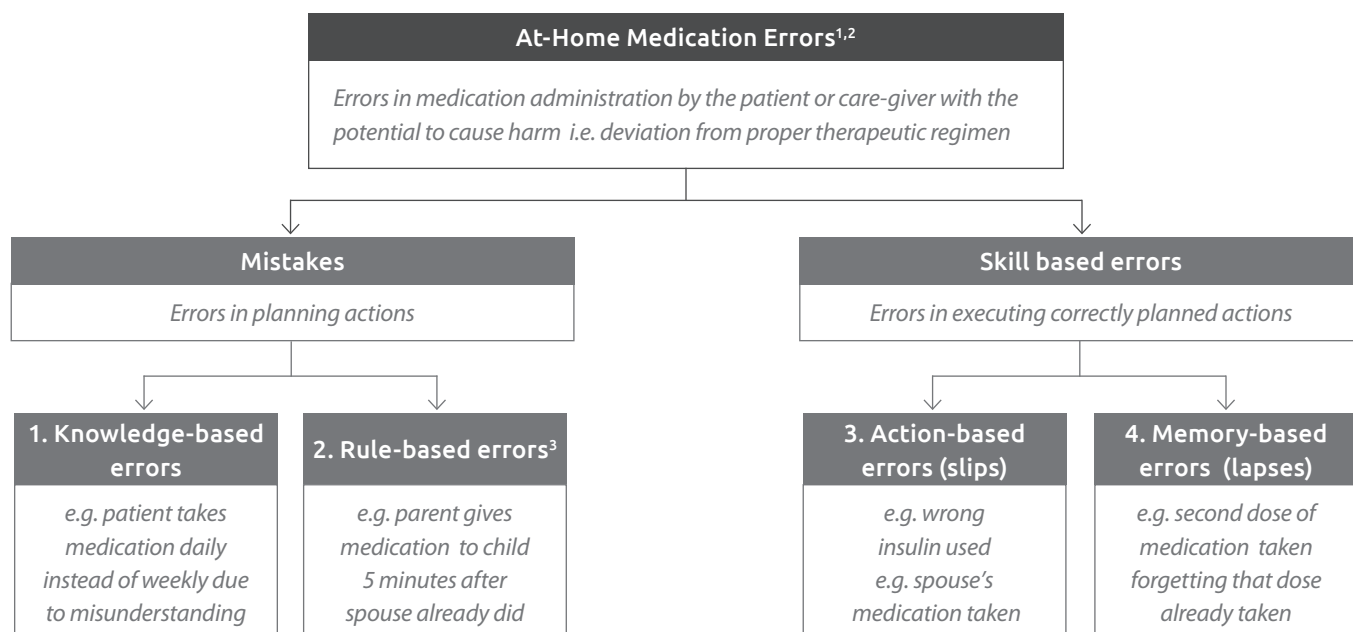 At-Home Medication Errors¹,²
Errors in medication administration by the patient or care-giver with the
potential to cause harm i.e. deviation from proper therapeutic regimen
Mistakes
Errors in planning actions
Skill based errors
Errors in executing correctly planned actions
1. Knowledge-based
errors
e.g. patient takes
medication daily
instead of weekly due
to misunderstanding
2. Rule-based errors³
e.g. parent gives
medication to child
5 minutes after
spouse already did
3. Action-based
errors (slips)
e.g. wrong
insulin used
e.g. spouse's
medication taken
4. Memory-based
errors (lapses)
e.g. second dose of
medication taken
forgetting that dose
already taken